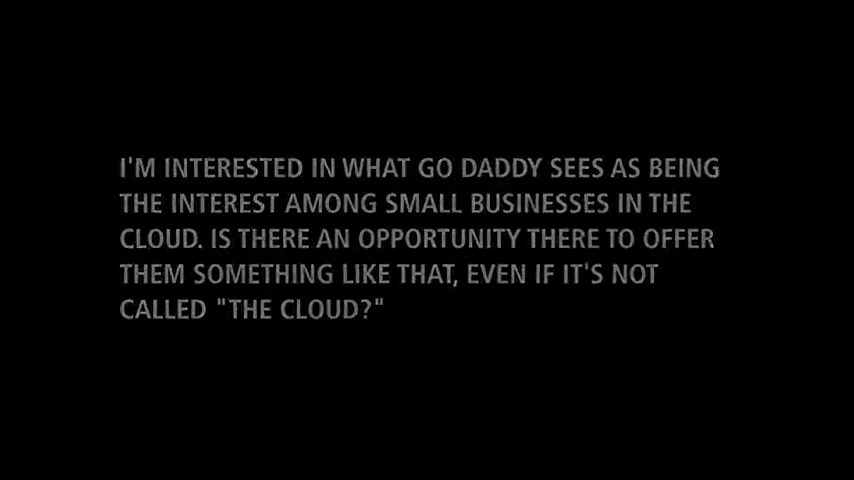 I'M INTERESTED IN WHAT GO DADDY SEES AS BEING
THE INTEREST AMONG SMALL BUSINESSES IN THE
CLOUD. IS THERE AN OPPORTUNITY THERE TO OFFER
THEM SOMETHING LIKE THAT, EVEN IF IT'S NOT
CALLED "THE CLOUD?"